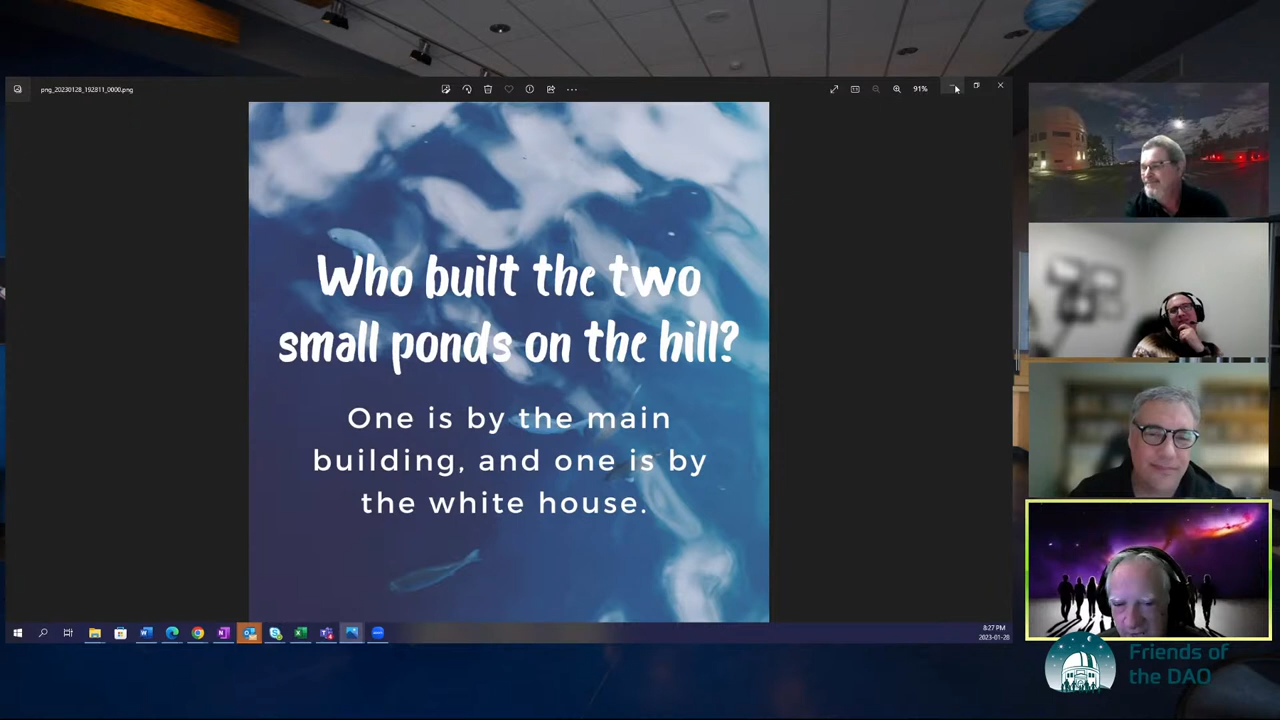 png_20230128_192811_0000.png
91%
Who built the two
small ponds on the hill?
One is by the main
building, and one is by
the white house.
8:27 PM
2023-01-28
Friends of
the DAO